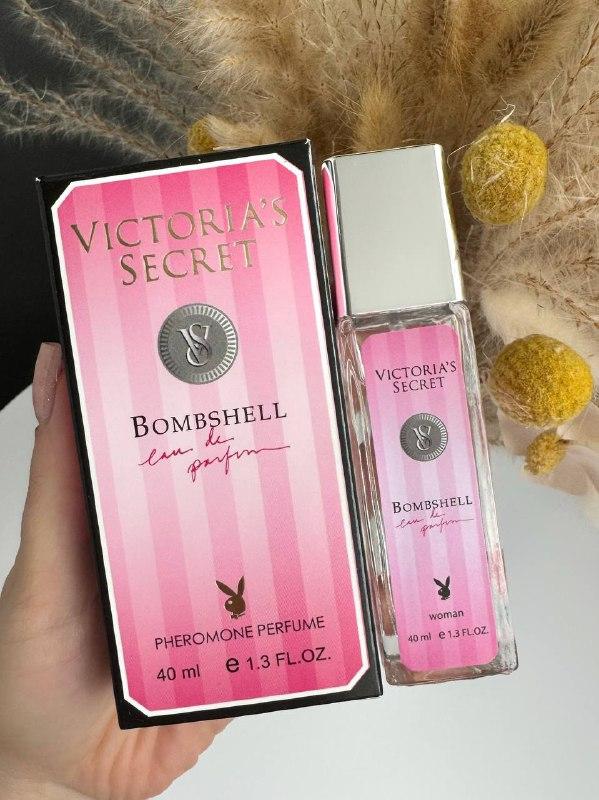 VICTORIA'S
SECRET
VS
BOMBSHELL
eau de
parfum
PHEROMONE PERFUME
40 ml e 1.3 FL.OZ.
VICTORIA'S
SECRET
VS
BOMBSHELL
eau de
parfum
woman
40 ml e 1.3 FL.OZ.